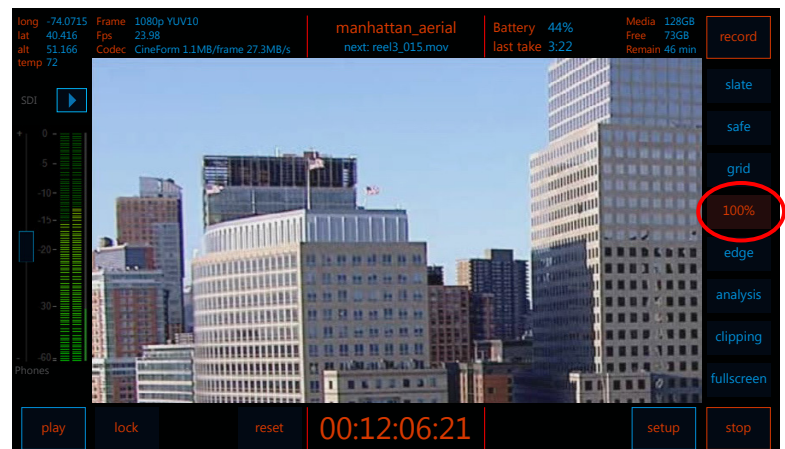 long -74.0715
lat 40.416
alt 51.166
temp 72
Frame 1080p YUV10
Fps 23.98
Codec CineForm 1.1MB/frame 27.3MB/s
manhattan_aerial
next: reel3_015.mov
Battery 44%
last take 3:22
Media 128GB
Free 73GB
Remain 46 min
record
SDI
slate
safe
grid
100%
edge
analysis
clipping
fullscreen
+ 0 -
5 -
-10-
-15-
-20-
30-
- -60-
Phones
play
lock
reset
00:12:06:21
setup
stop